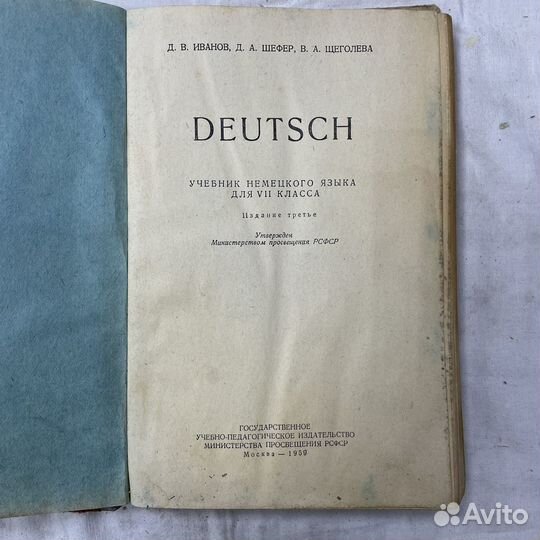 Д. В. ИВАНОВ, Д. А. ШЕФЕР, В. А. ЩЕГОЛЕВА
DEUTSCH
УЧЕБНИК НЕМЕЦКОГО ЯЗЫКА
ДЛЯ VII КЛАССА
Издание третье
Утвержден
Министерством просвещения РСФСР
ГОСУДАРСТВЕННОЕ
УЧЕБНО-ПЕДАГОГИЧЕСКОЕ ИЗДАТЕЛЬСТВО
МИНИСТЕРСТВА ПРОСВЕЩЕНИЯ РСФСР
Москва — 1959
Avito